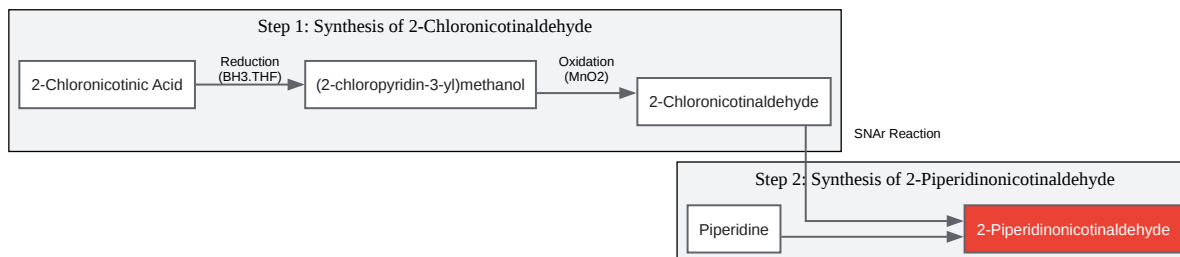 Step 1: Synthesis of 2-Chloronicotinaldehyde
2-Chloronicotinic Acid
Reduction
(BH3.THF)
(2-chloropyridin-3-yl)methanol
Oxidation
(MnO2)
2-Chloronicotinaldehyde
SNAr Reaction
Step 2: Synthesis of 2-Piperidinonicotinaldehyde
Piperidine
2-Piperidinonicotinaldehyde